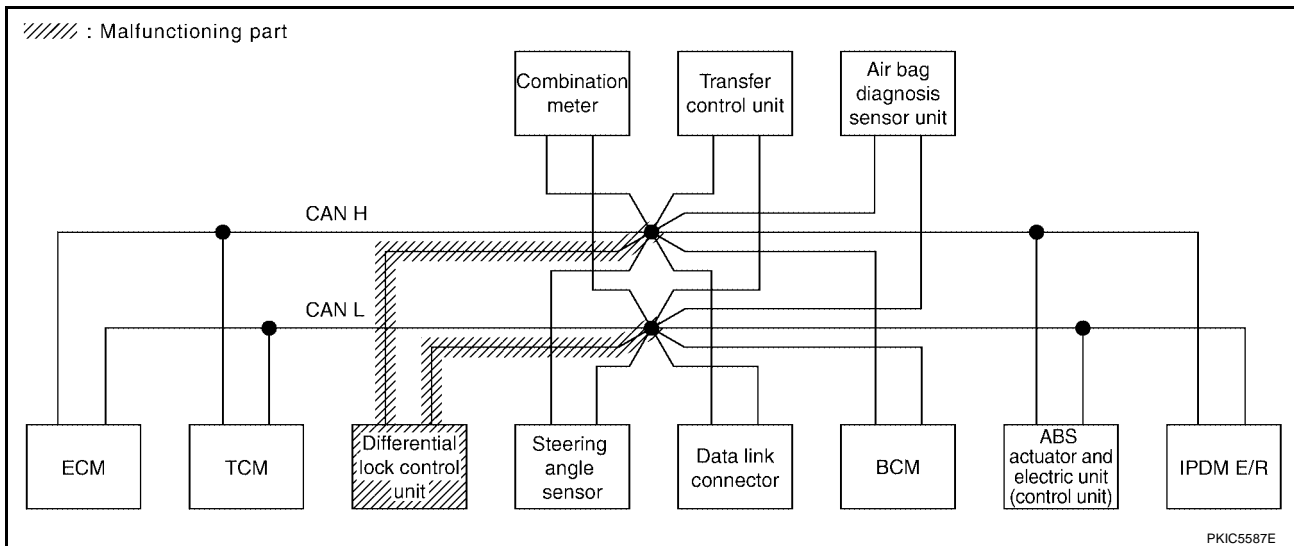 : Malfunctioning part
Combination
meter
Transfer
control unit
Air bag
diagnosis
sensor unit
CAN H
CAN L
ECM
TCM
Differential
lock control
unit
Steering
angle
sensor
Data link
connector
BCM
ABS
actuator and
electric unit
(control unit)
IPDM E/R
PKIC5587E